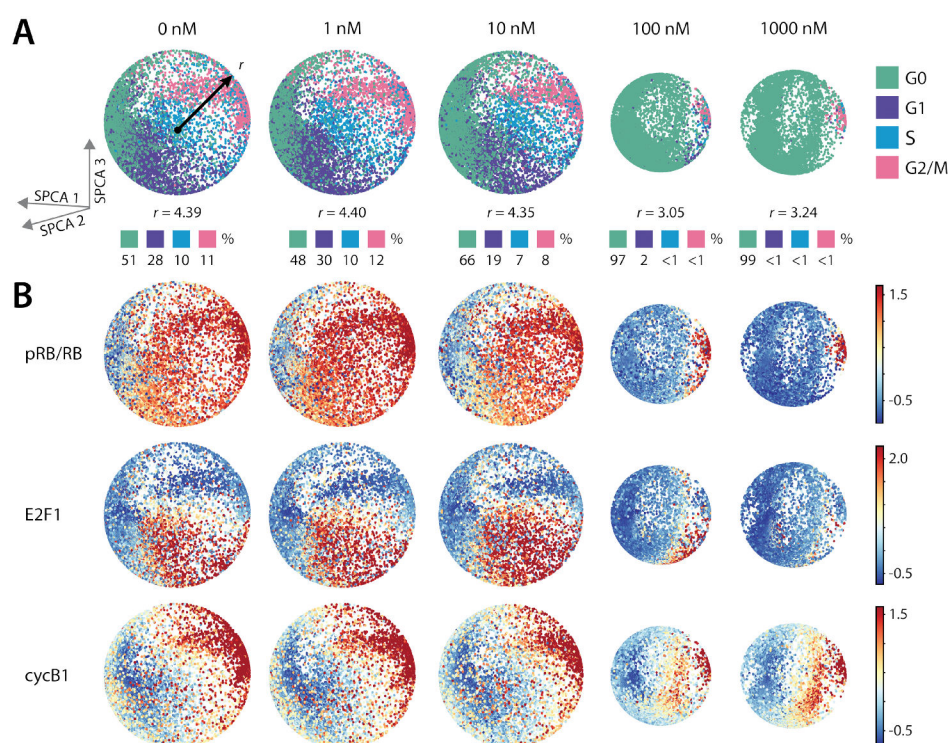 A
0 nM 1 nM 10 nM 100 nM 1000 nM
r
G0
G1
S
G2/M
SPCA 1
SPCA 2
SPCA 3
r = 4.39 r = 4.40 r = 4.35 r = 3.05 r = 3.24
% % % % %
51 28 10 11 48 30 10 12 66 19 7 8 97 2 <1 <1 99 <1 <1 <1
B
pRB/RB
1.5
–0.5
E2F1
2.0
–0.5
cycB1
1.5
–0.5